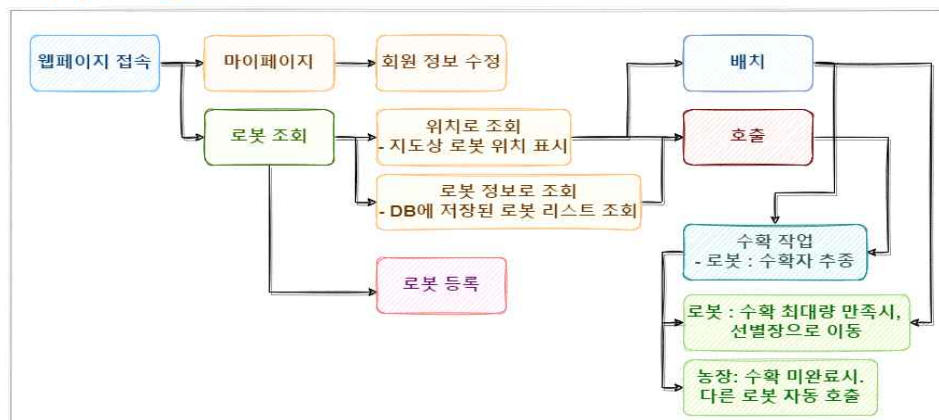 웹페이지 접속
마이페이지
회원 정보 수정
배치
로봇 조회
위치로 조회
- 지도상 로봇 위치 표시
호출
로봇 정보로 조회
- DB에 저장된 로봇 리스트 조회
수확 작업
- 로봇 : 수확자 추종
로봇 등록
로봇 : 수확 최대량 만족시,
선별장으로 이동
농장: 수확 미완료시.
다른 로봇 자동 호출